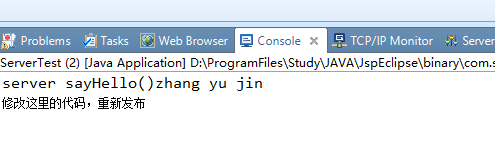 Problems Tasks Web Browser Console TCP/IP Monitor Server
ServerTest (2) [Java Application] D:\ProgramFiles\Study\JAVA\JspEclipse\binary\com.s
server sayHello()zhang yu jin
修改这里的代码，重新发布